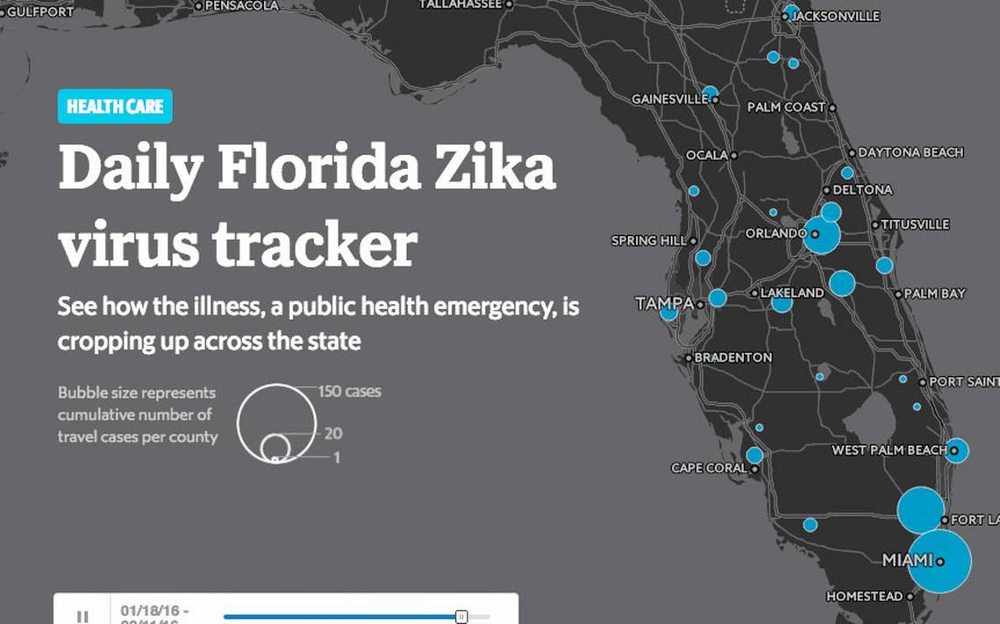 GULFPORT
PENSACOLA
TALLAHASSEE
JACKSONVILLE
GAINESVILLE
PALM COAST
OCALA
DAYTONA BEACH
DELTONA
ORLANDO
TITUSVILLE
SPRING HILL
LAKELAND
PALM BAY
TAMPA
BRADENTON
PORT SAINT
WEST PALM BEACH
CAPE CORAL
FORT LA
MIAMI
HOMESTEAD
HEALTH CARE
Daily Florida Zika
virus tracker
See how the illness, a public health emergency, is
cropping up across the state
Bubble size represents
cumulative number of
travel cases per county
150 cases
20
1
01/18/16 -